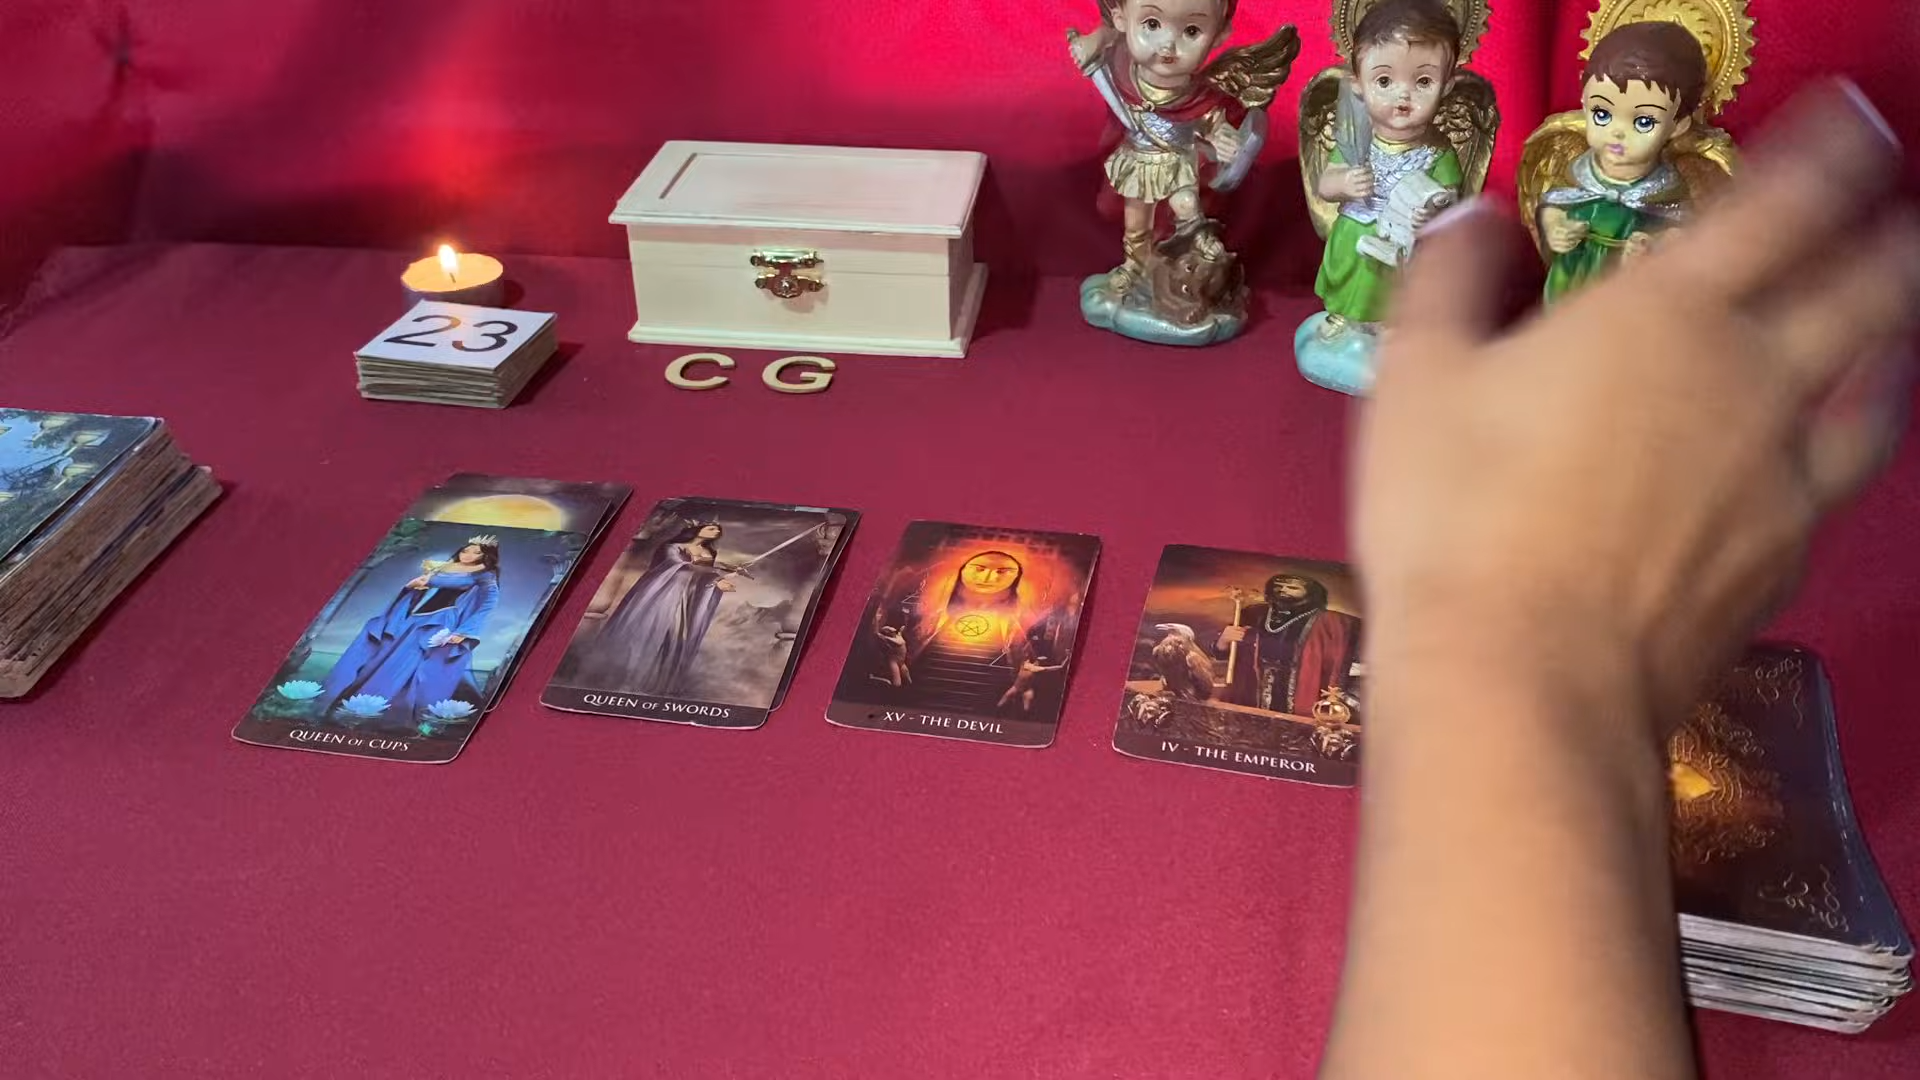 23
C G
QUEEN OF CUPS
QUEEN OF SWORDS
XV - THE DEVIL
IV - THE EMPEROR